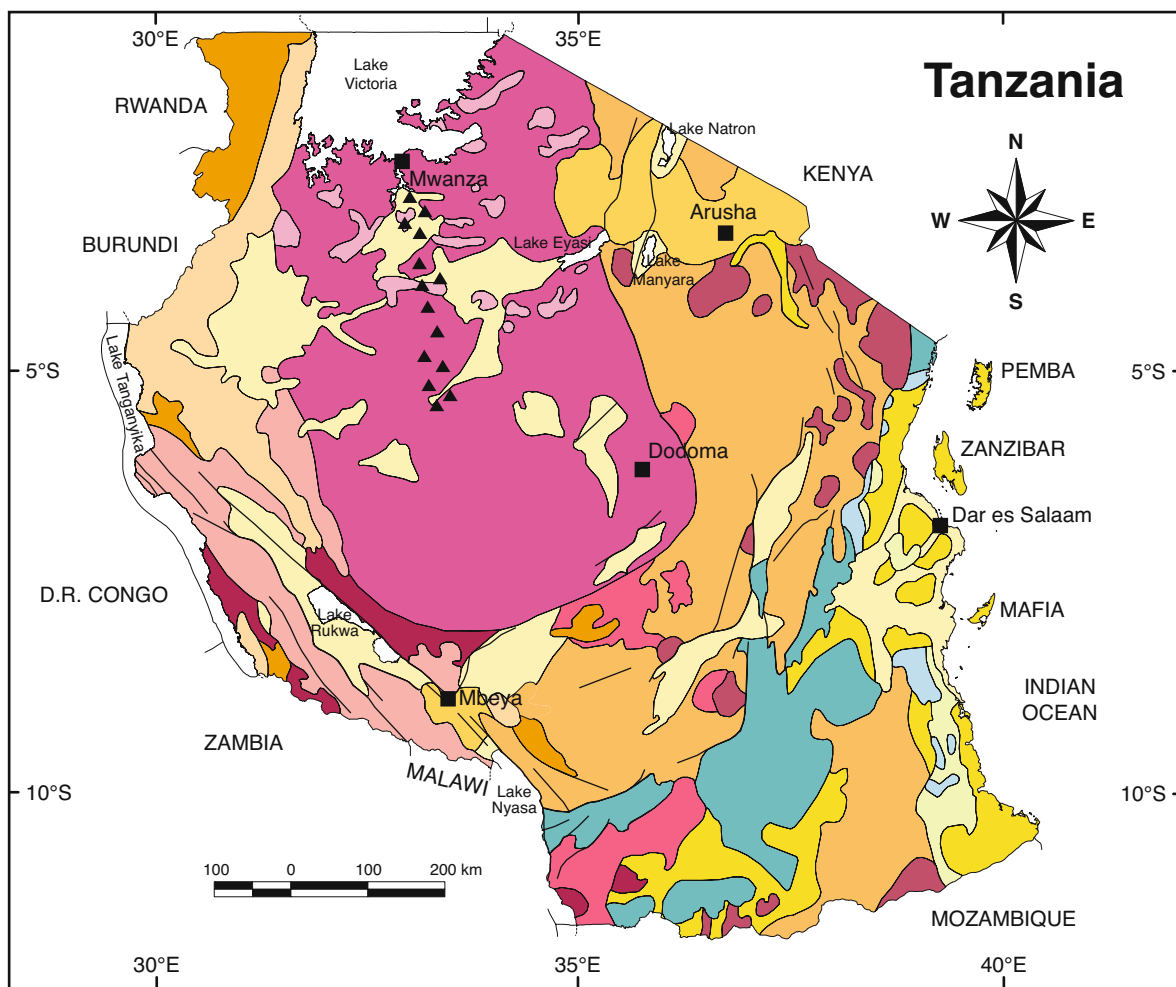 30°E
35°E
Tanzania
Lake
Victoria
RWANDA
Lake Natron
N
KENYA
Mwanza
Arusha
W
E
BURUNDI
Lake Eyasi
Lake
Manyara
S
Lake Tanganyika
5°S
PEMBA
5°S
ZANZIBAR
Dodoma
Dar es Salaam
D.R. CONGO
Lake
Rukwa
MAFIA
Mbeya
INDIAN
OCEAN
ZAMBIA
MALAWI
Lake
Nyasa
10°S
10°S
100 0 100 200 km
MOZAMBIQUE
30°E
35°E
40°E